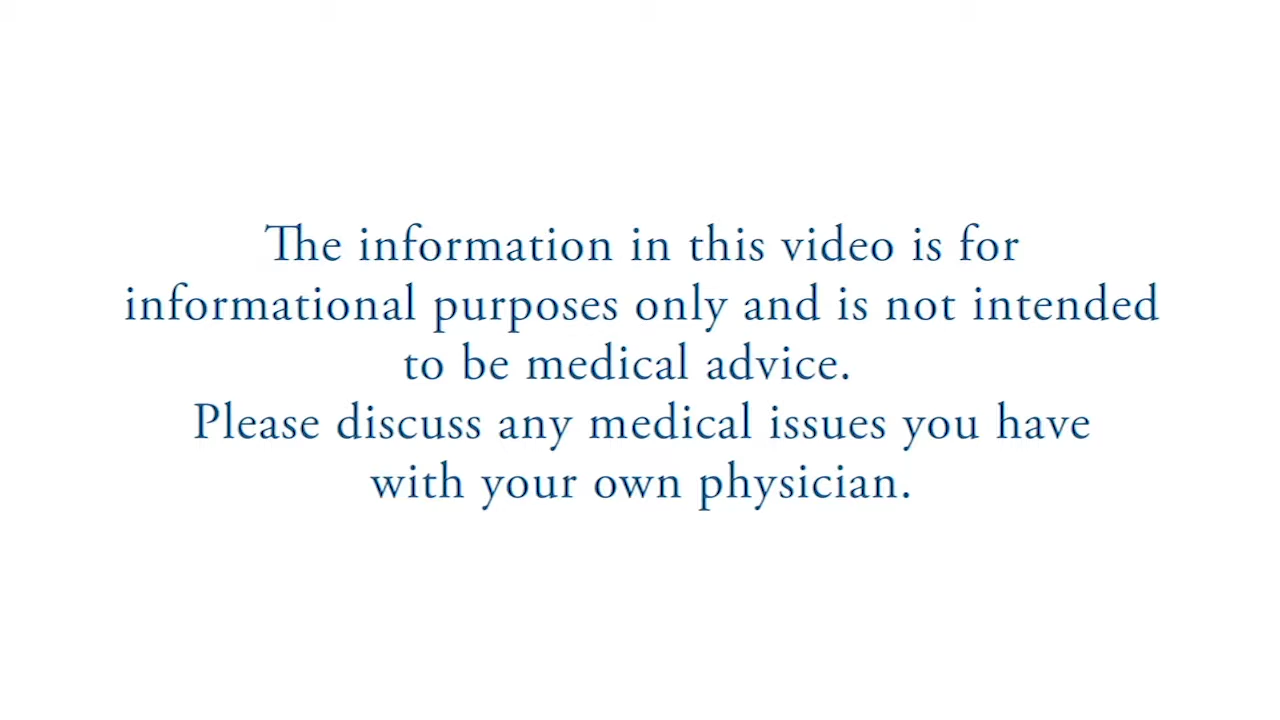 The information in this video is for
informational purposes only and is not intended
to be medical advice.
Please discuss any medical issues you have
with your own physician.